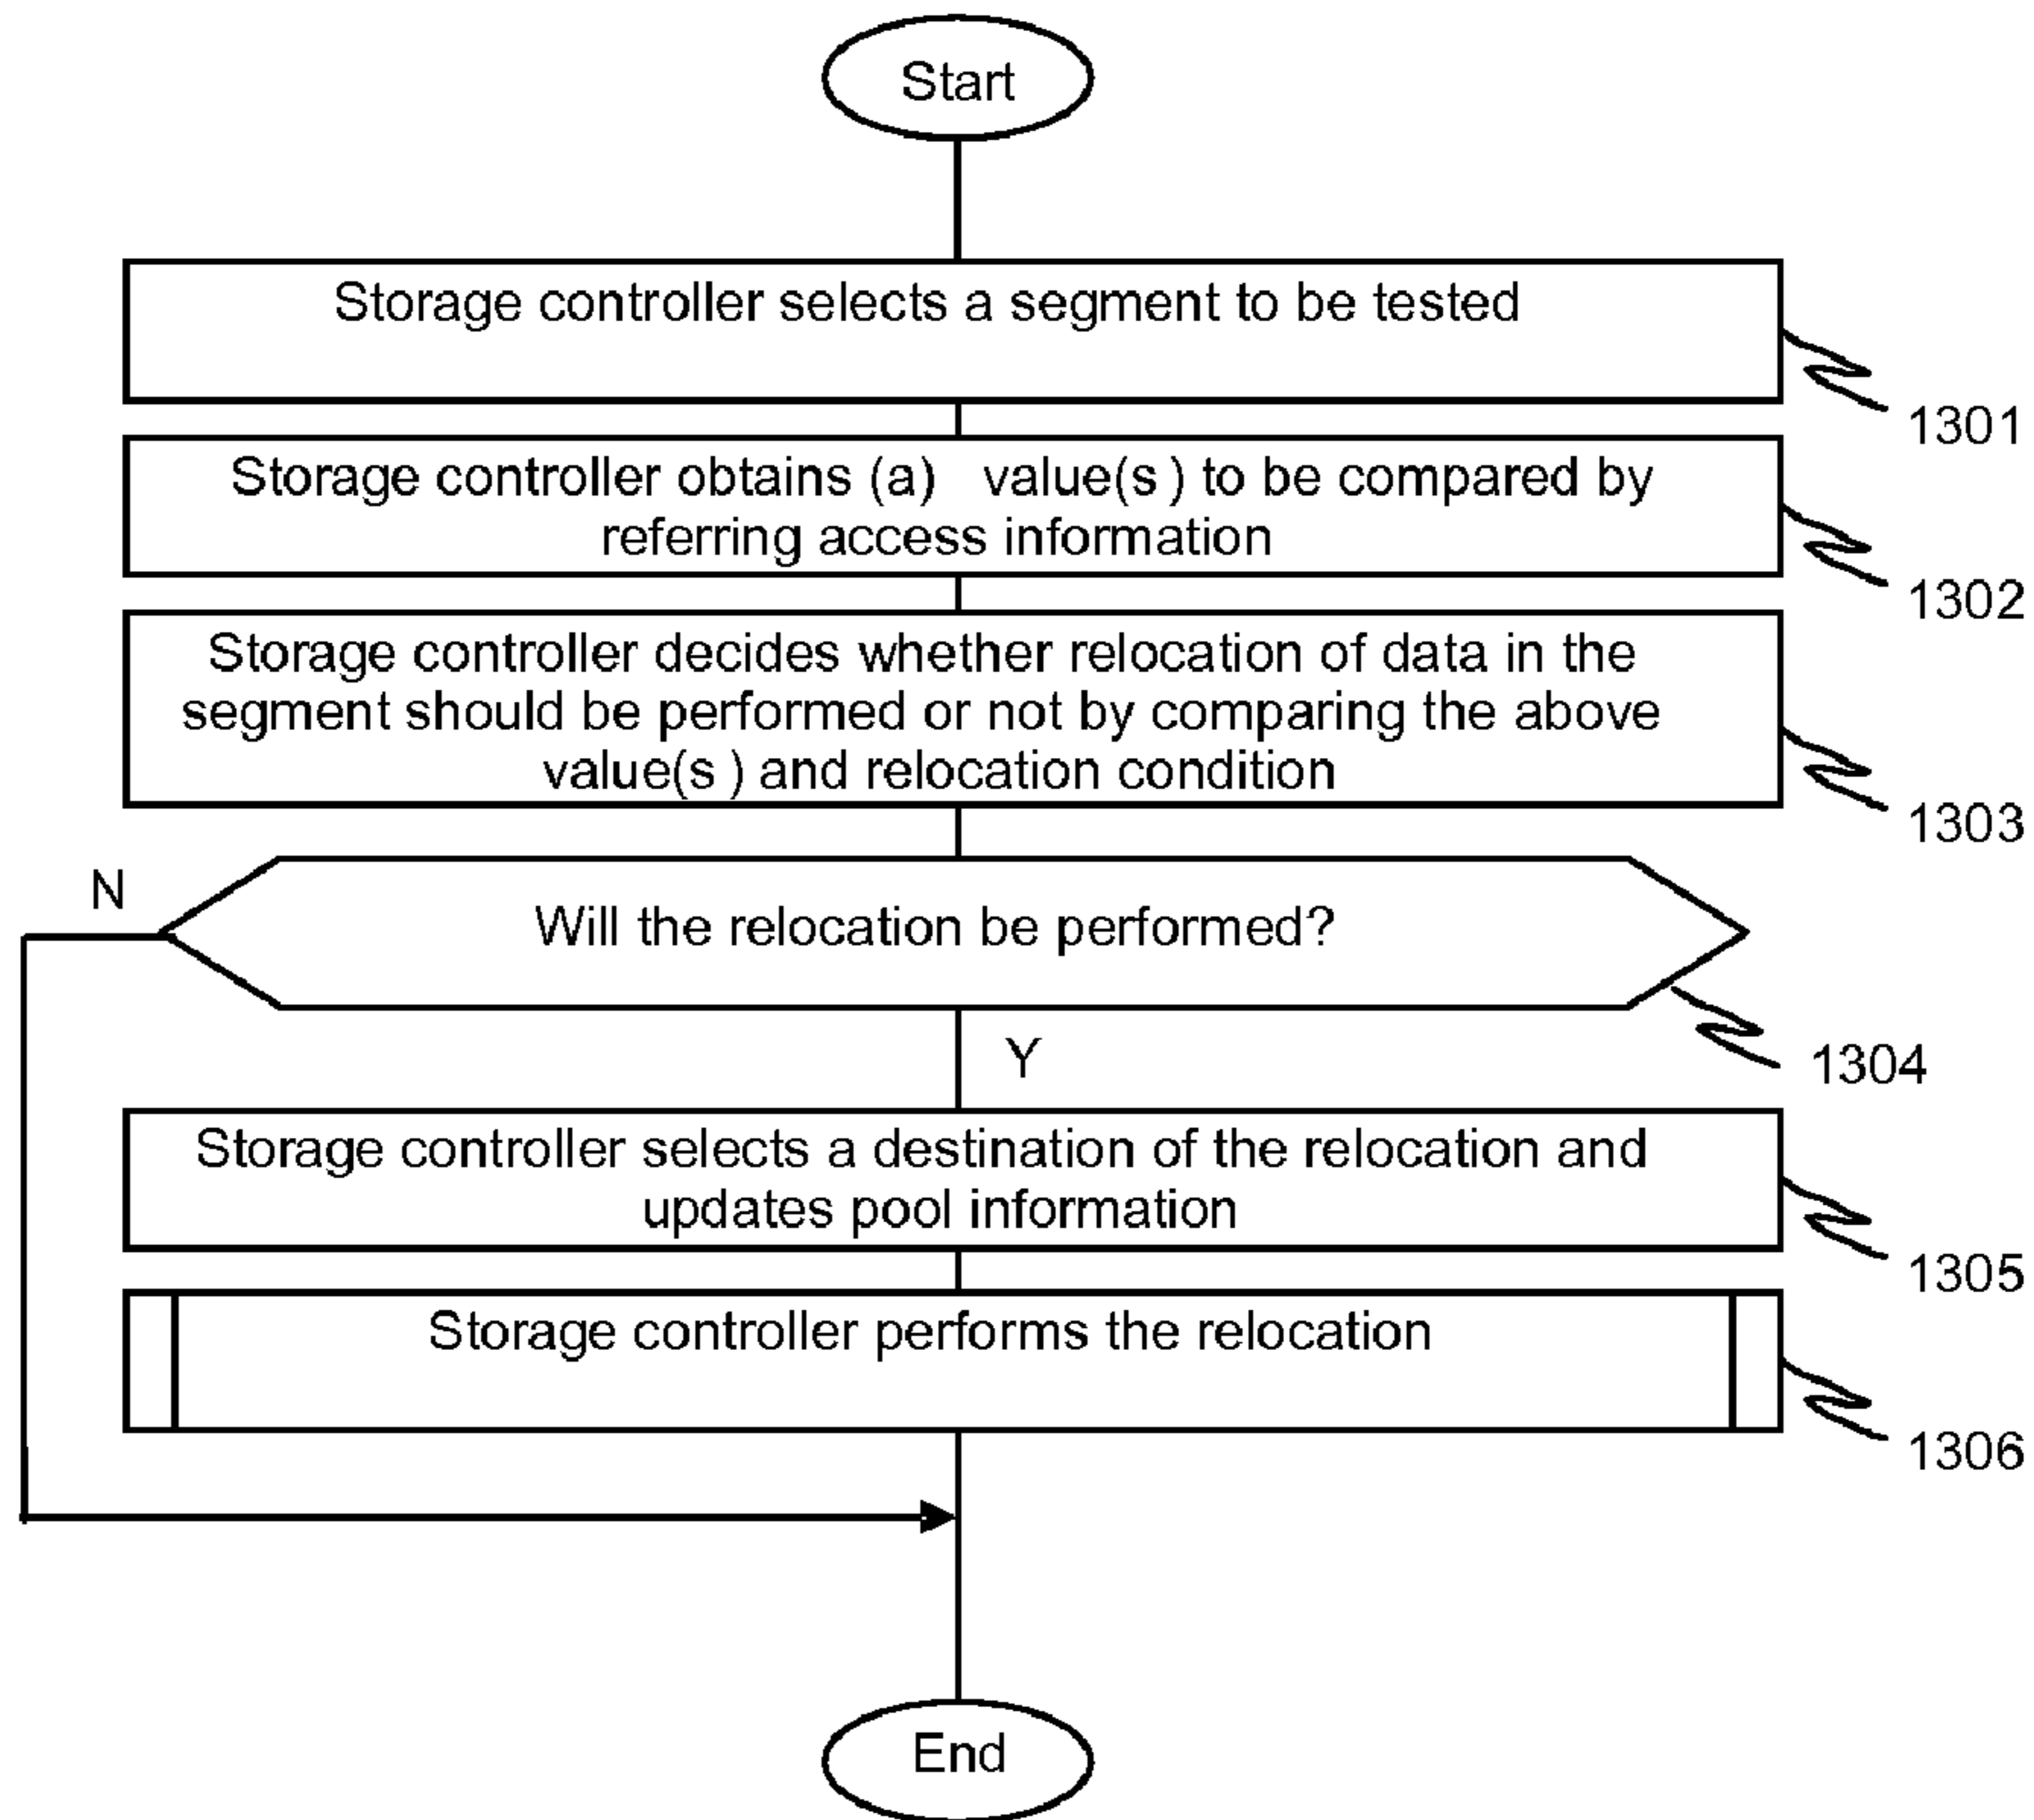 Start
Storage controller selects a segment to be tested
1301
Storage controller obtains (a) value(s ) to be compared by
referring access information
1302
Storage controller decides whether relocation of data in the
segment should be performed or not by comparing the above
value(s ) and relocation condition
1303
N
Will the relocation be performed?
1304
Y
Storage controller selects a destination of the relocation and
updates pool information
1305
Storage controller performs the relocation
1306
End